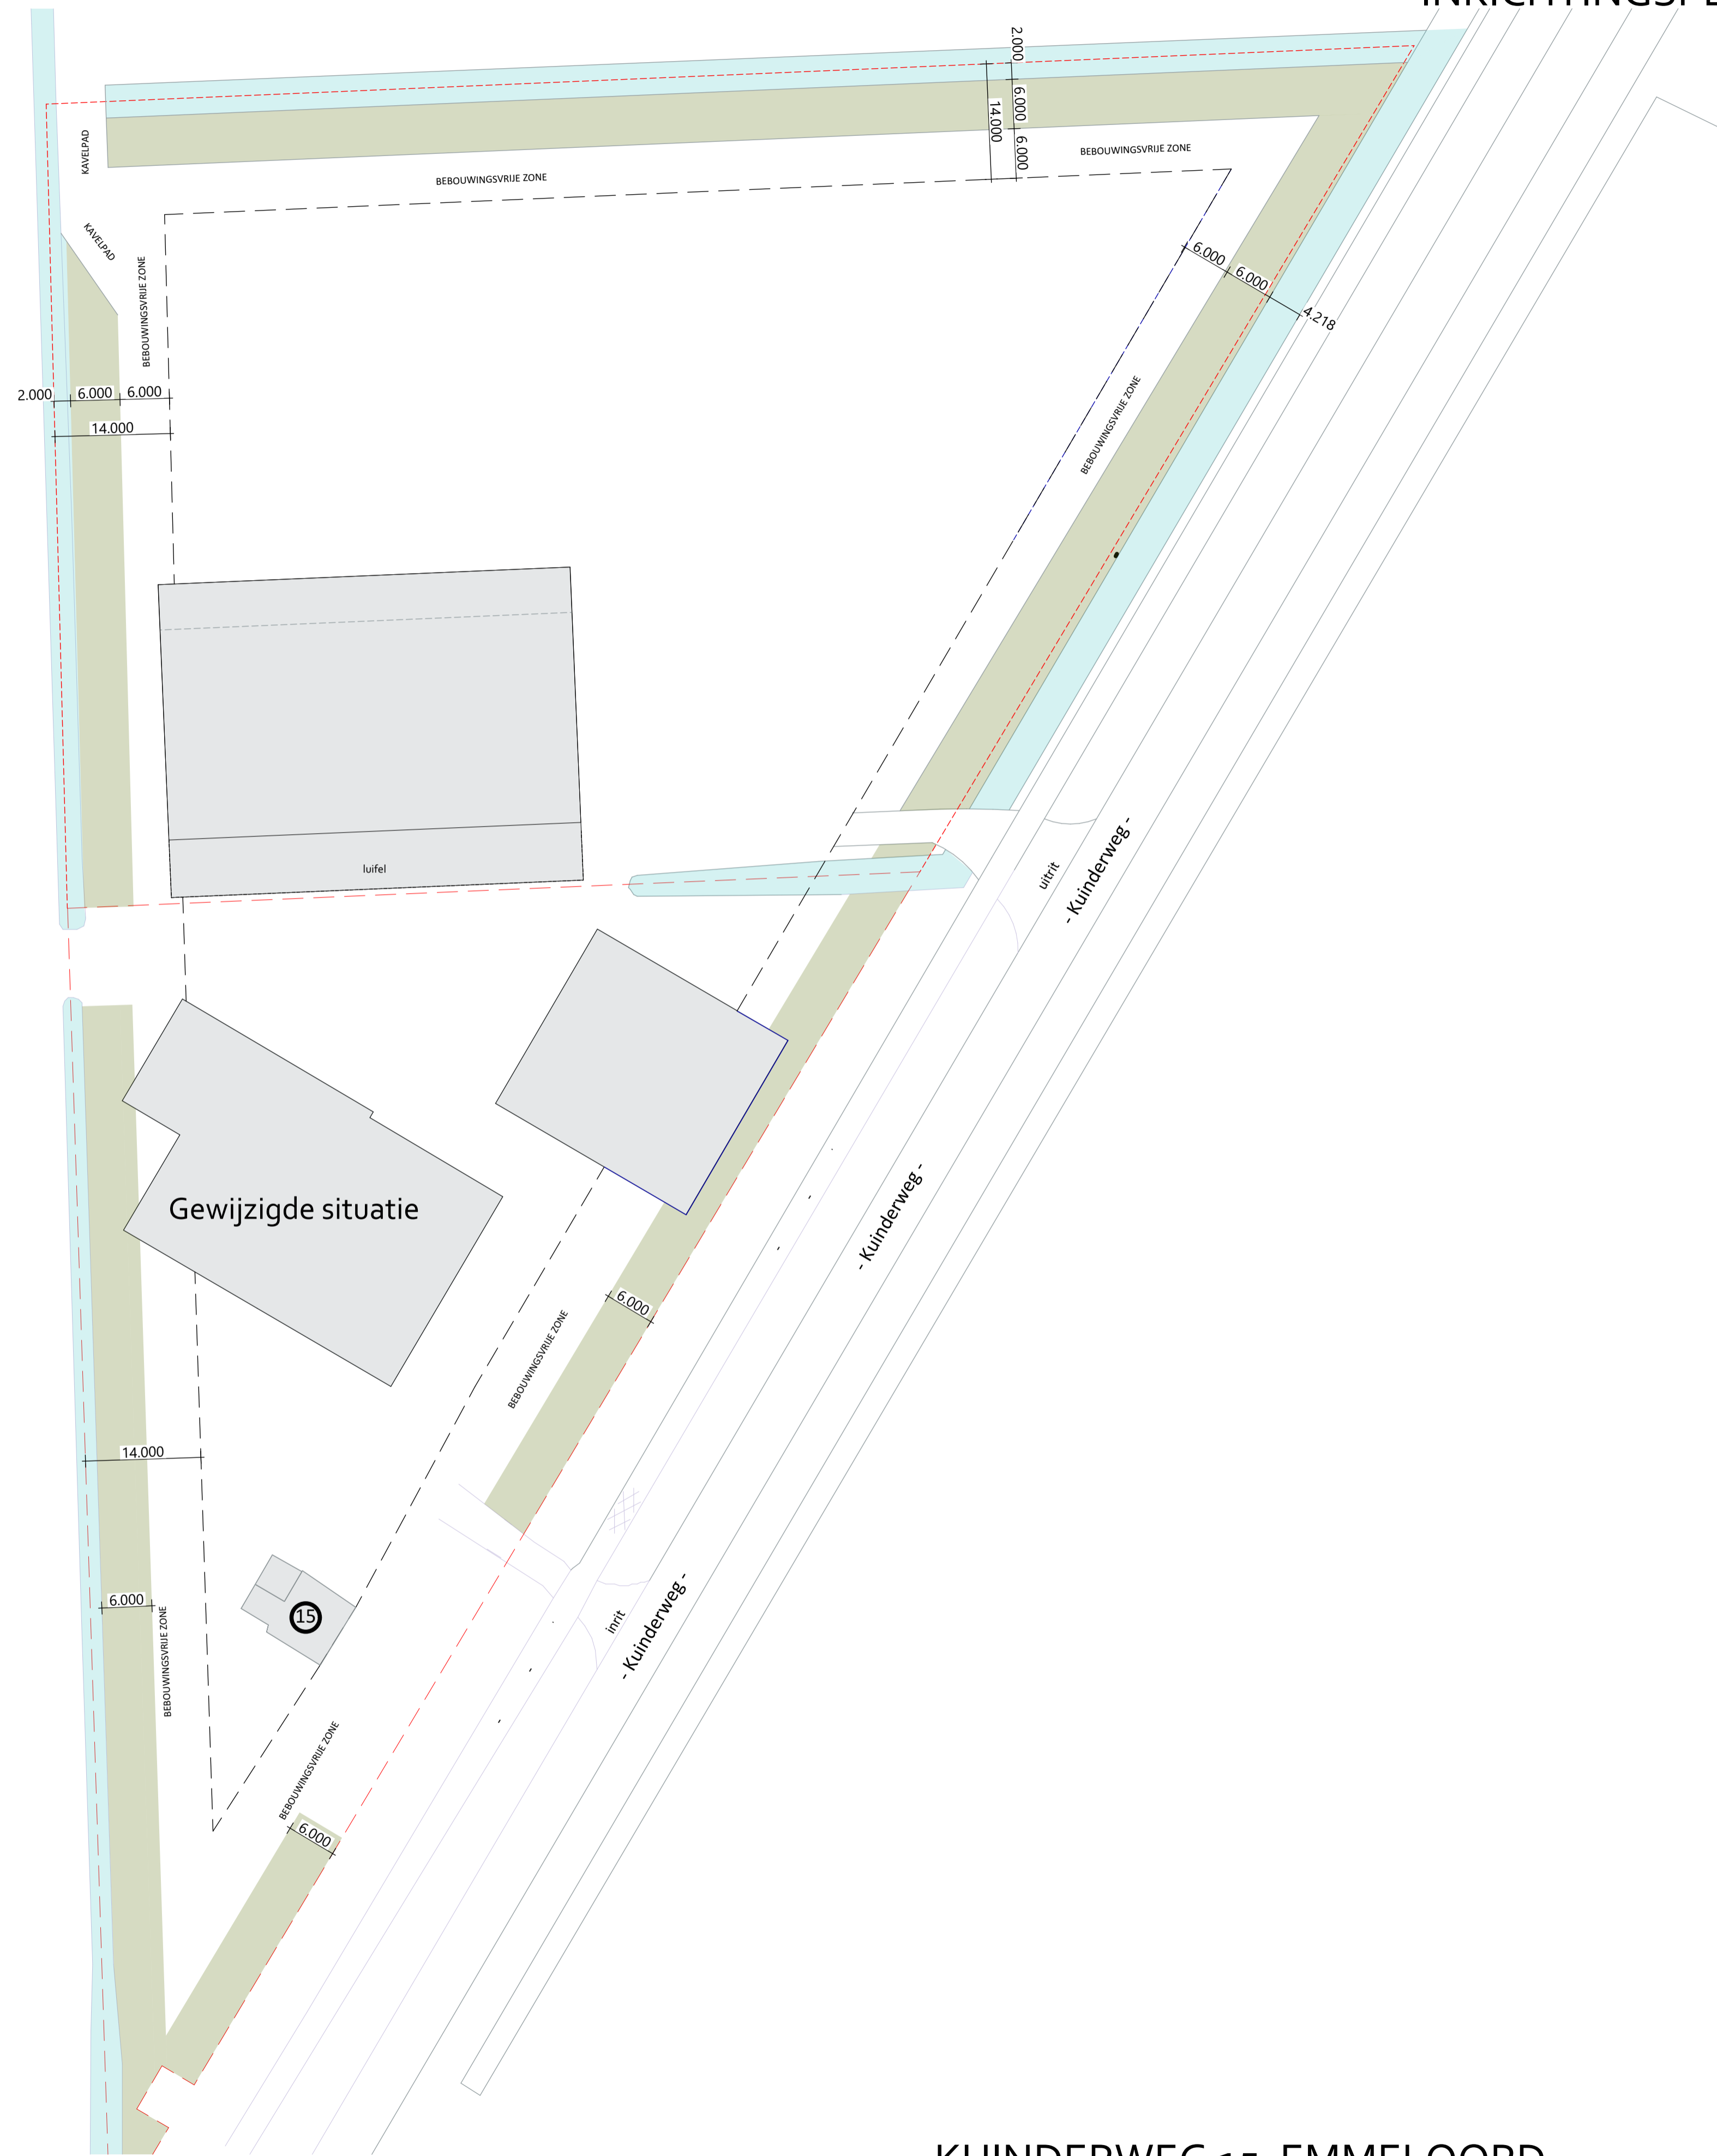 2.000
6.000
14.000
6.000
KAVELPAD
BEBOUWINGSVRIJE ZONE
BEBOUWINGSVRIJE ZONE
KAVELPAD
BEBOUWINGSVRIJE ZONE
6.000
6.000
4.218
2.000
6.000
6.000
14.000
BEBOUWINGSVRIJE ZONE
luifel
uitrit
- Kuinderweg -
Gewijzigde situatie
- Kuinderweg -
6.000
BEBOUWINGSVRIJE ZONE
14.000
6.000
15
BEBOUWINGSVRIJE ZONE
inrit
- Kuinderweg -
BEBOUWINGSVRIJE ZONE
6.000